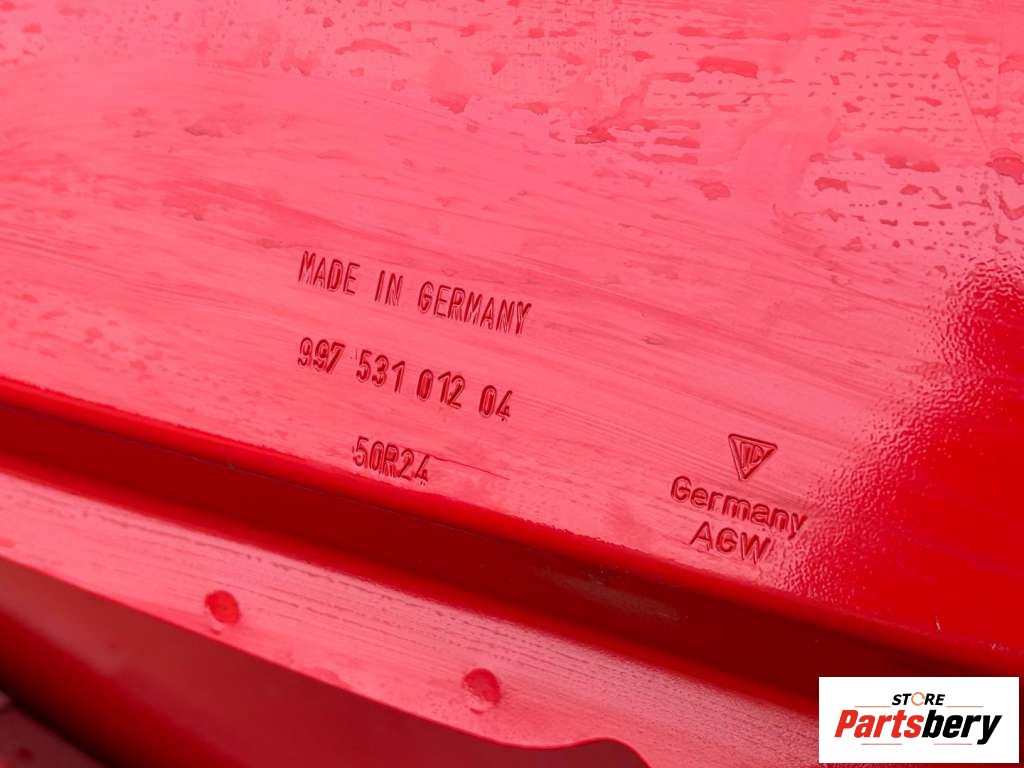 MADE IN GERMANY
997 531 012 04
50R24
Germany
AGW
STORE
Partsbery